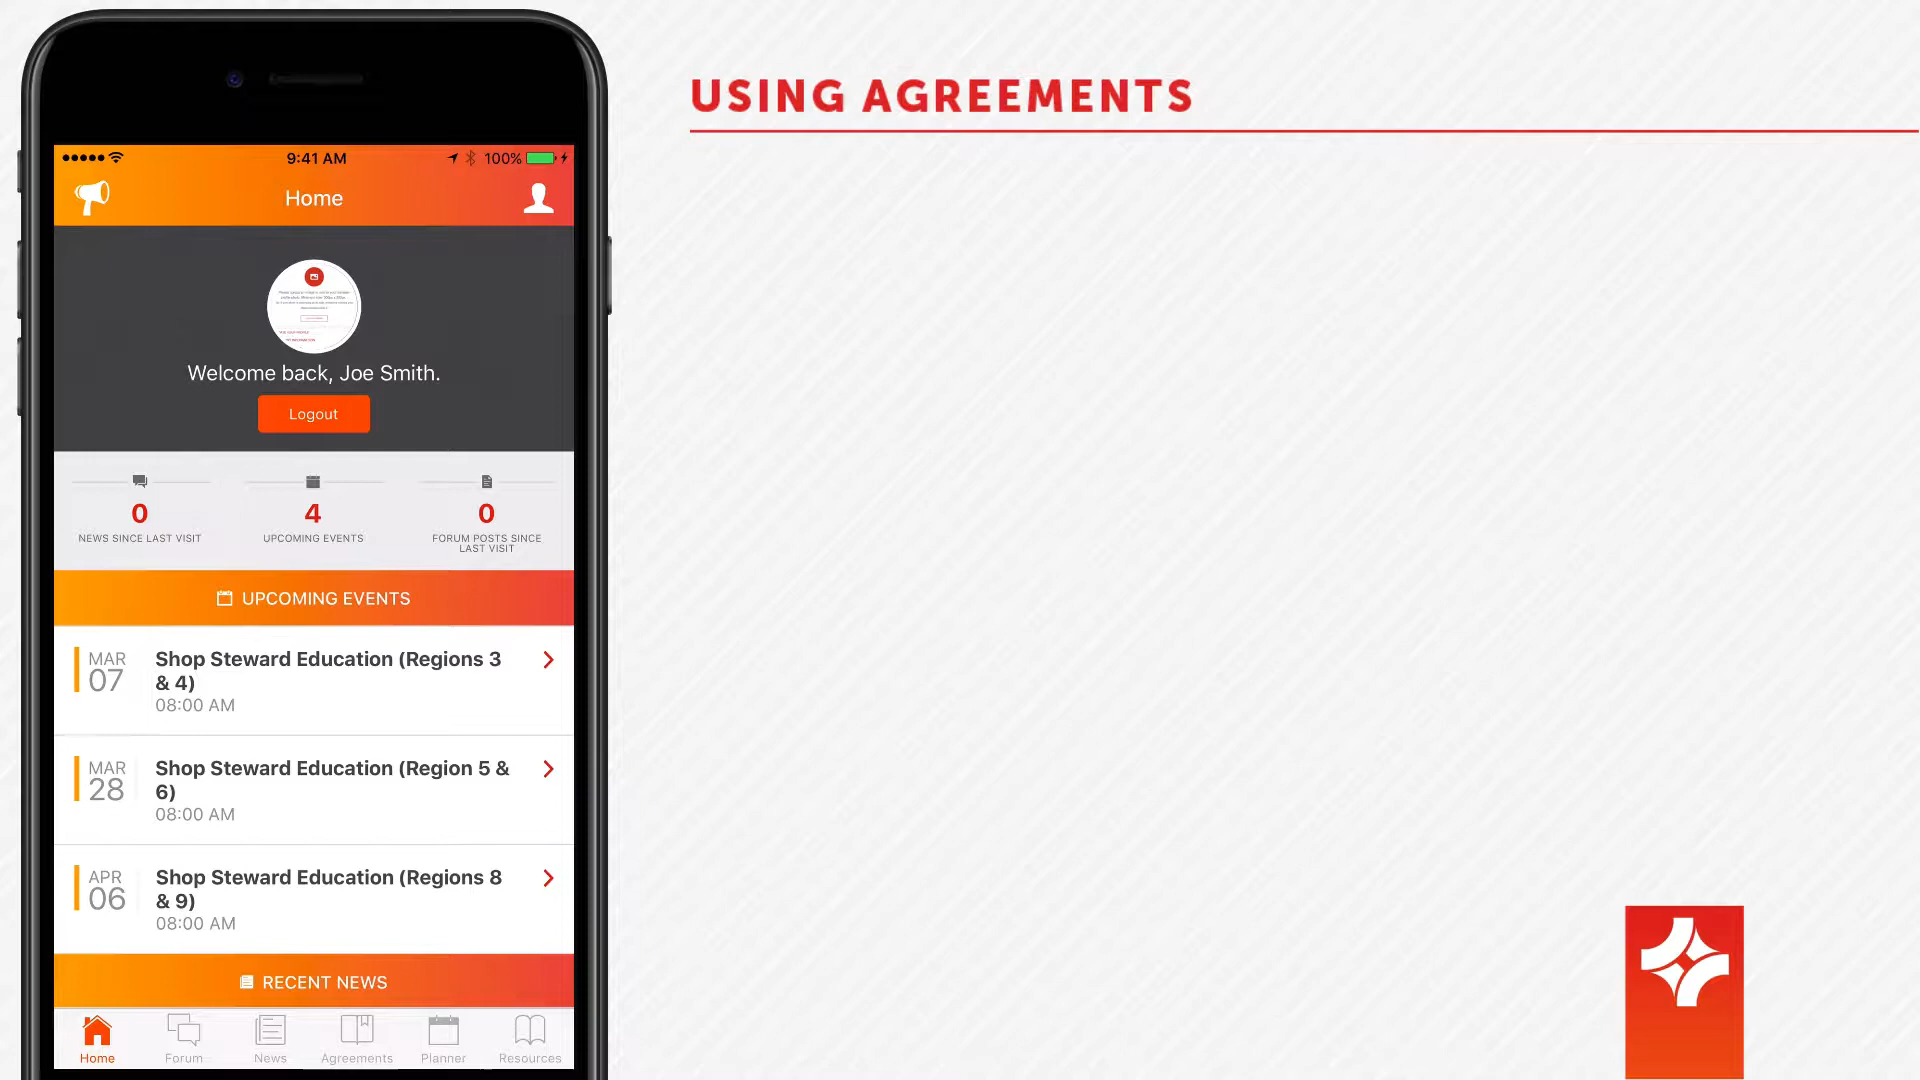 USING AGREEMENTS
9:41 AM
100%
Home
Welcome back, Joe Smith.
Logout
0
NEWS SINCE LAST VISIT
4
UPCOMING EVENTS
0
FORUM POSTS SINCE
LAST VISIT
UPCOMING EVENTS
MAR
07
Shop Steward Education (Regions 3
& 4)
08:00 AM
MAR
28
Shop Steward Education (Region 5 &
6)
08:00 AM
APR
06
Shop Steward Education (Regions 8
& 9)
08:00 AM
RECENT NEWS
Home
Forum
News
Agreements
Planner
Resources